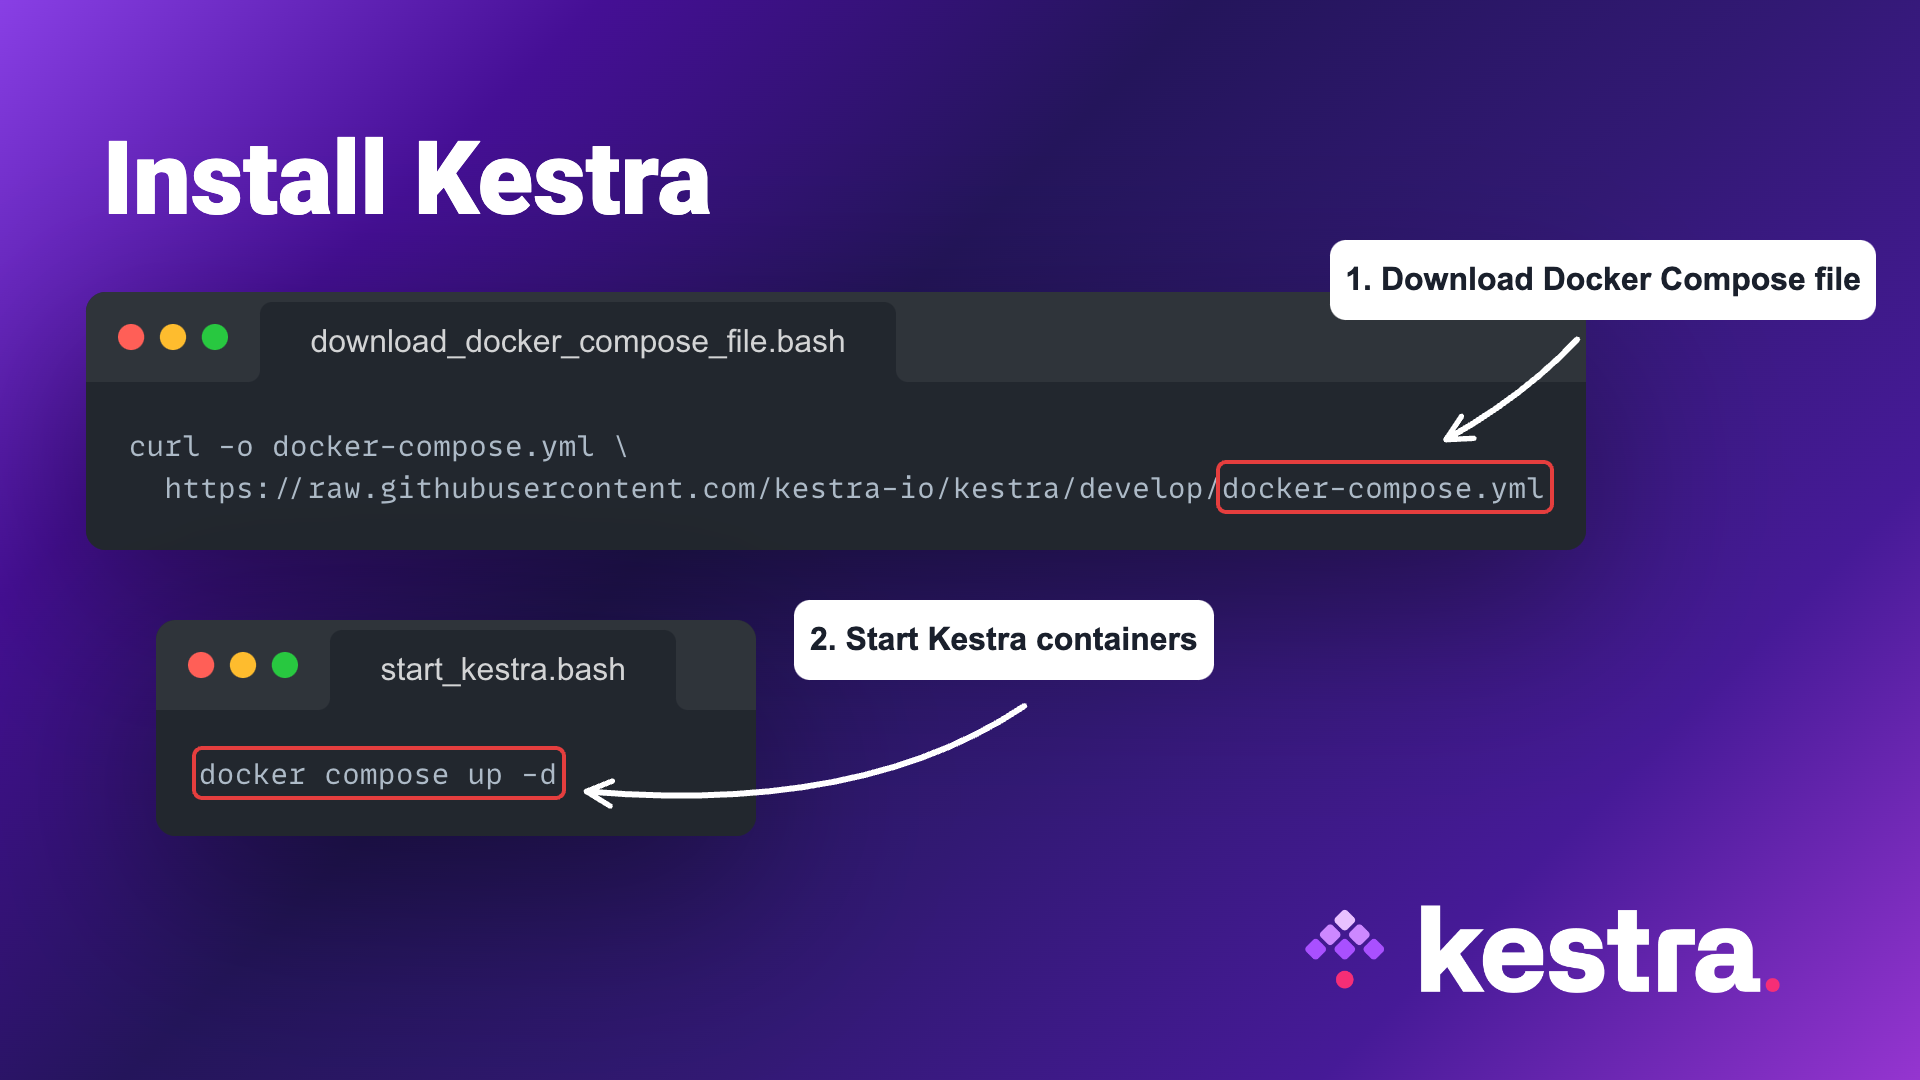 Install Kestra
1. Download Docker Compose file
download_docker_compose_file.bash
curl -o docker-compose.yml \
https://raw.githubusercontent.com/kestra-io/kestra/develop/docker-compose.yml
2. Start Kestra containers
start_kestra.bash
docker compose up -d
kestra.